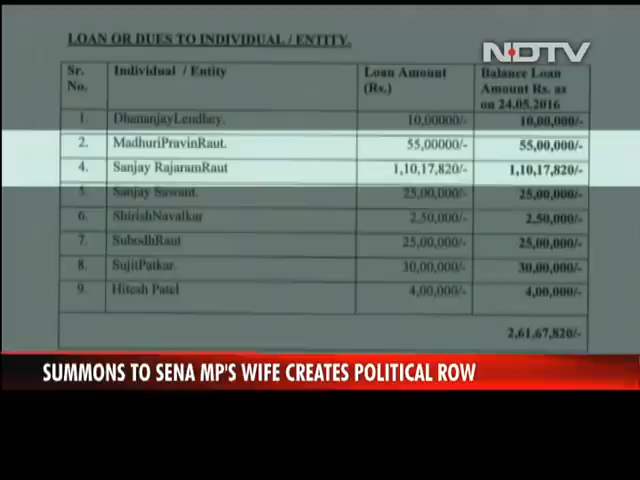 LOAN OR DUES TO INDIVIDUAL / ENTITY.
NDTV
Sr. No. Individual / Entity Loan Amount (Rs.) Balance Loan Amount Rs. as on 24.05.2016
1. DhananjayLendhey. 10,00000/- 10,00,000/-
2. MadhuriPravinRaut. 55,00000/- 55,00,000/-
4. Sanjay RajaramRaut 1,10,17,820/- 1,10,17,820/-
5 Sanjay Sawant. 25,00,000/- 25,00,000/-
6. ShirishNavalkar 2,50,000/- 2,50,000/-
7. SubodhRaut 25,00,000/- 25,00,000/-
8. SujitPatkar. 30,00,000/- 30,00,000/-
9. Hitesh Patel 4,00,000/- 4,00,000/-
2,61,67,820/-
SUMMONS TO SENA MP'S WIFE CREATES POLITICAL ROW